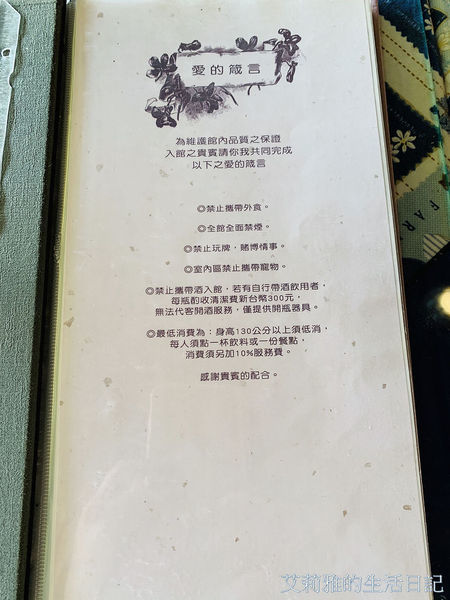 愛的箴言
為維護館內品質之保證
入館之貴賓請你我共同完成
以下之愛的箴言
◎禁止攜帶外食。
◎全館全面禁煙。
◎禁止玩牌，賭博情事。
◎室內區禁止攜帶寵物。
◎禁止攜帶酒入館，若有自行帶酒飲用者，
每瓶酌收清潔費新台幣300元，
無法代客開酒服務，僅提供開瓶器具。
◎最低消費為：身高130公分以上須低消，
每人須點一杯飲料或一份餐點，
消費須另加10%服務費。
感謝貴賓的配合。
PAR
艾莉雅的生活日記